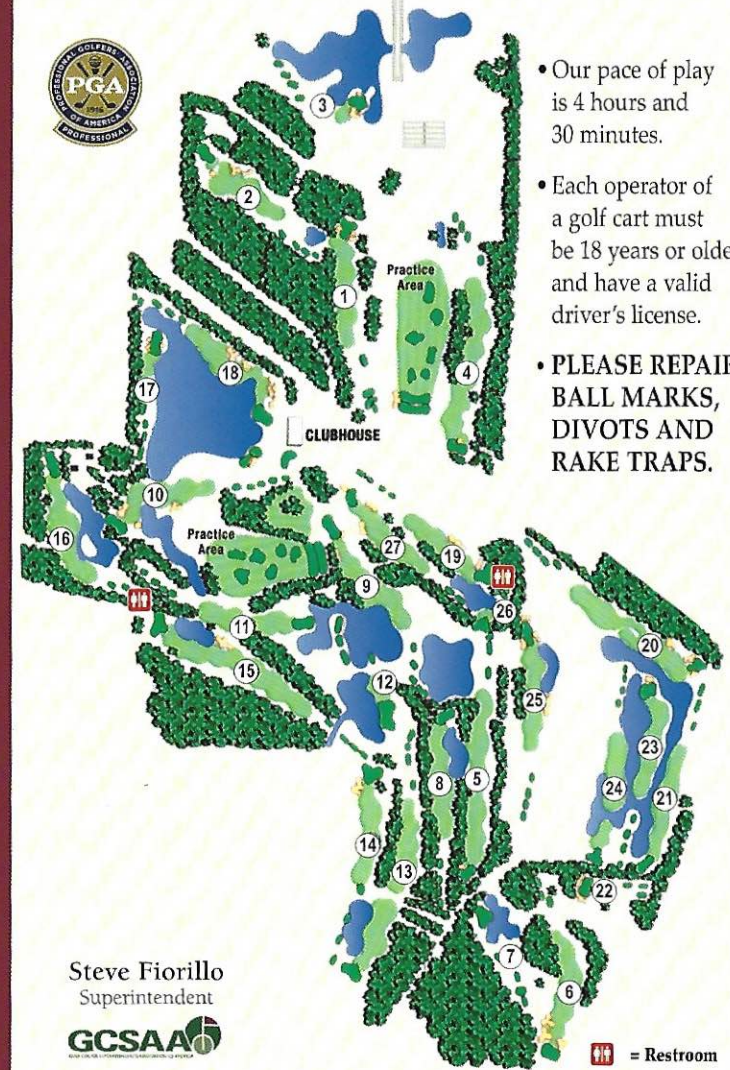 PROFESSIONAL GOLFERS' ASSOCIATION OF AMERICA
PGA
1916
PROFESSIONAL
• Our pace of play
is 4 hours and
30 minutes.
• Each operator of
a golf cart must
be 18 years or olde
and have a valid
driver's license.
• PLEASE REPAIR
BALL MARKS,
DIVOTS AND
RAKE TRAPS.
3
2
1
Practice
Area
4
17
18
CLUBHOUSE
10
16
Practice
Area
27
19
9
26
11
20
15
12
25
23
8
5
24
21
14
13
22
7
6
Steve Fiorillo
Superintendent
GCSAA
= Restroom